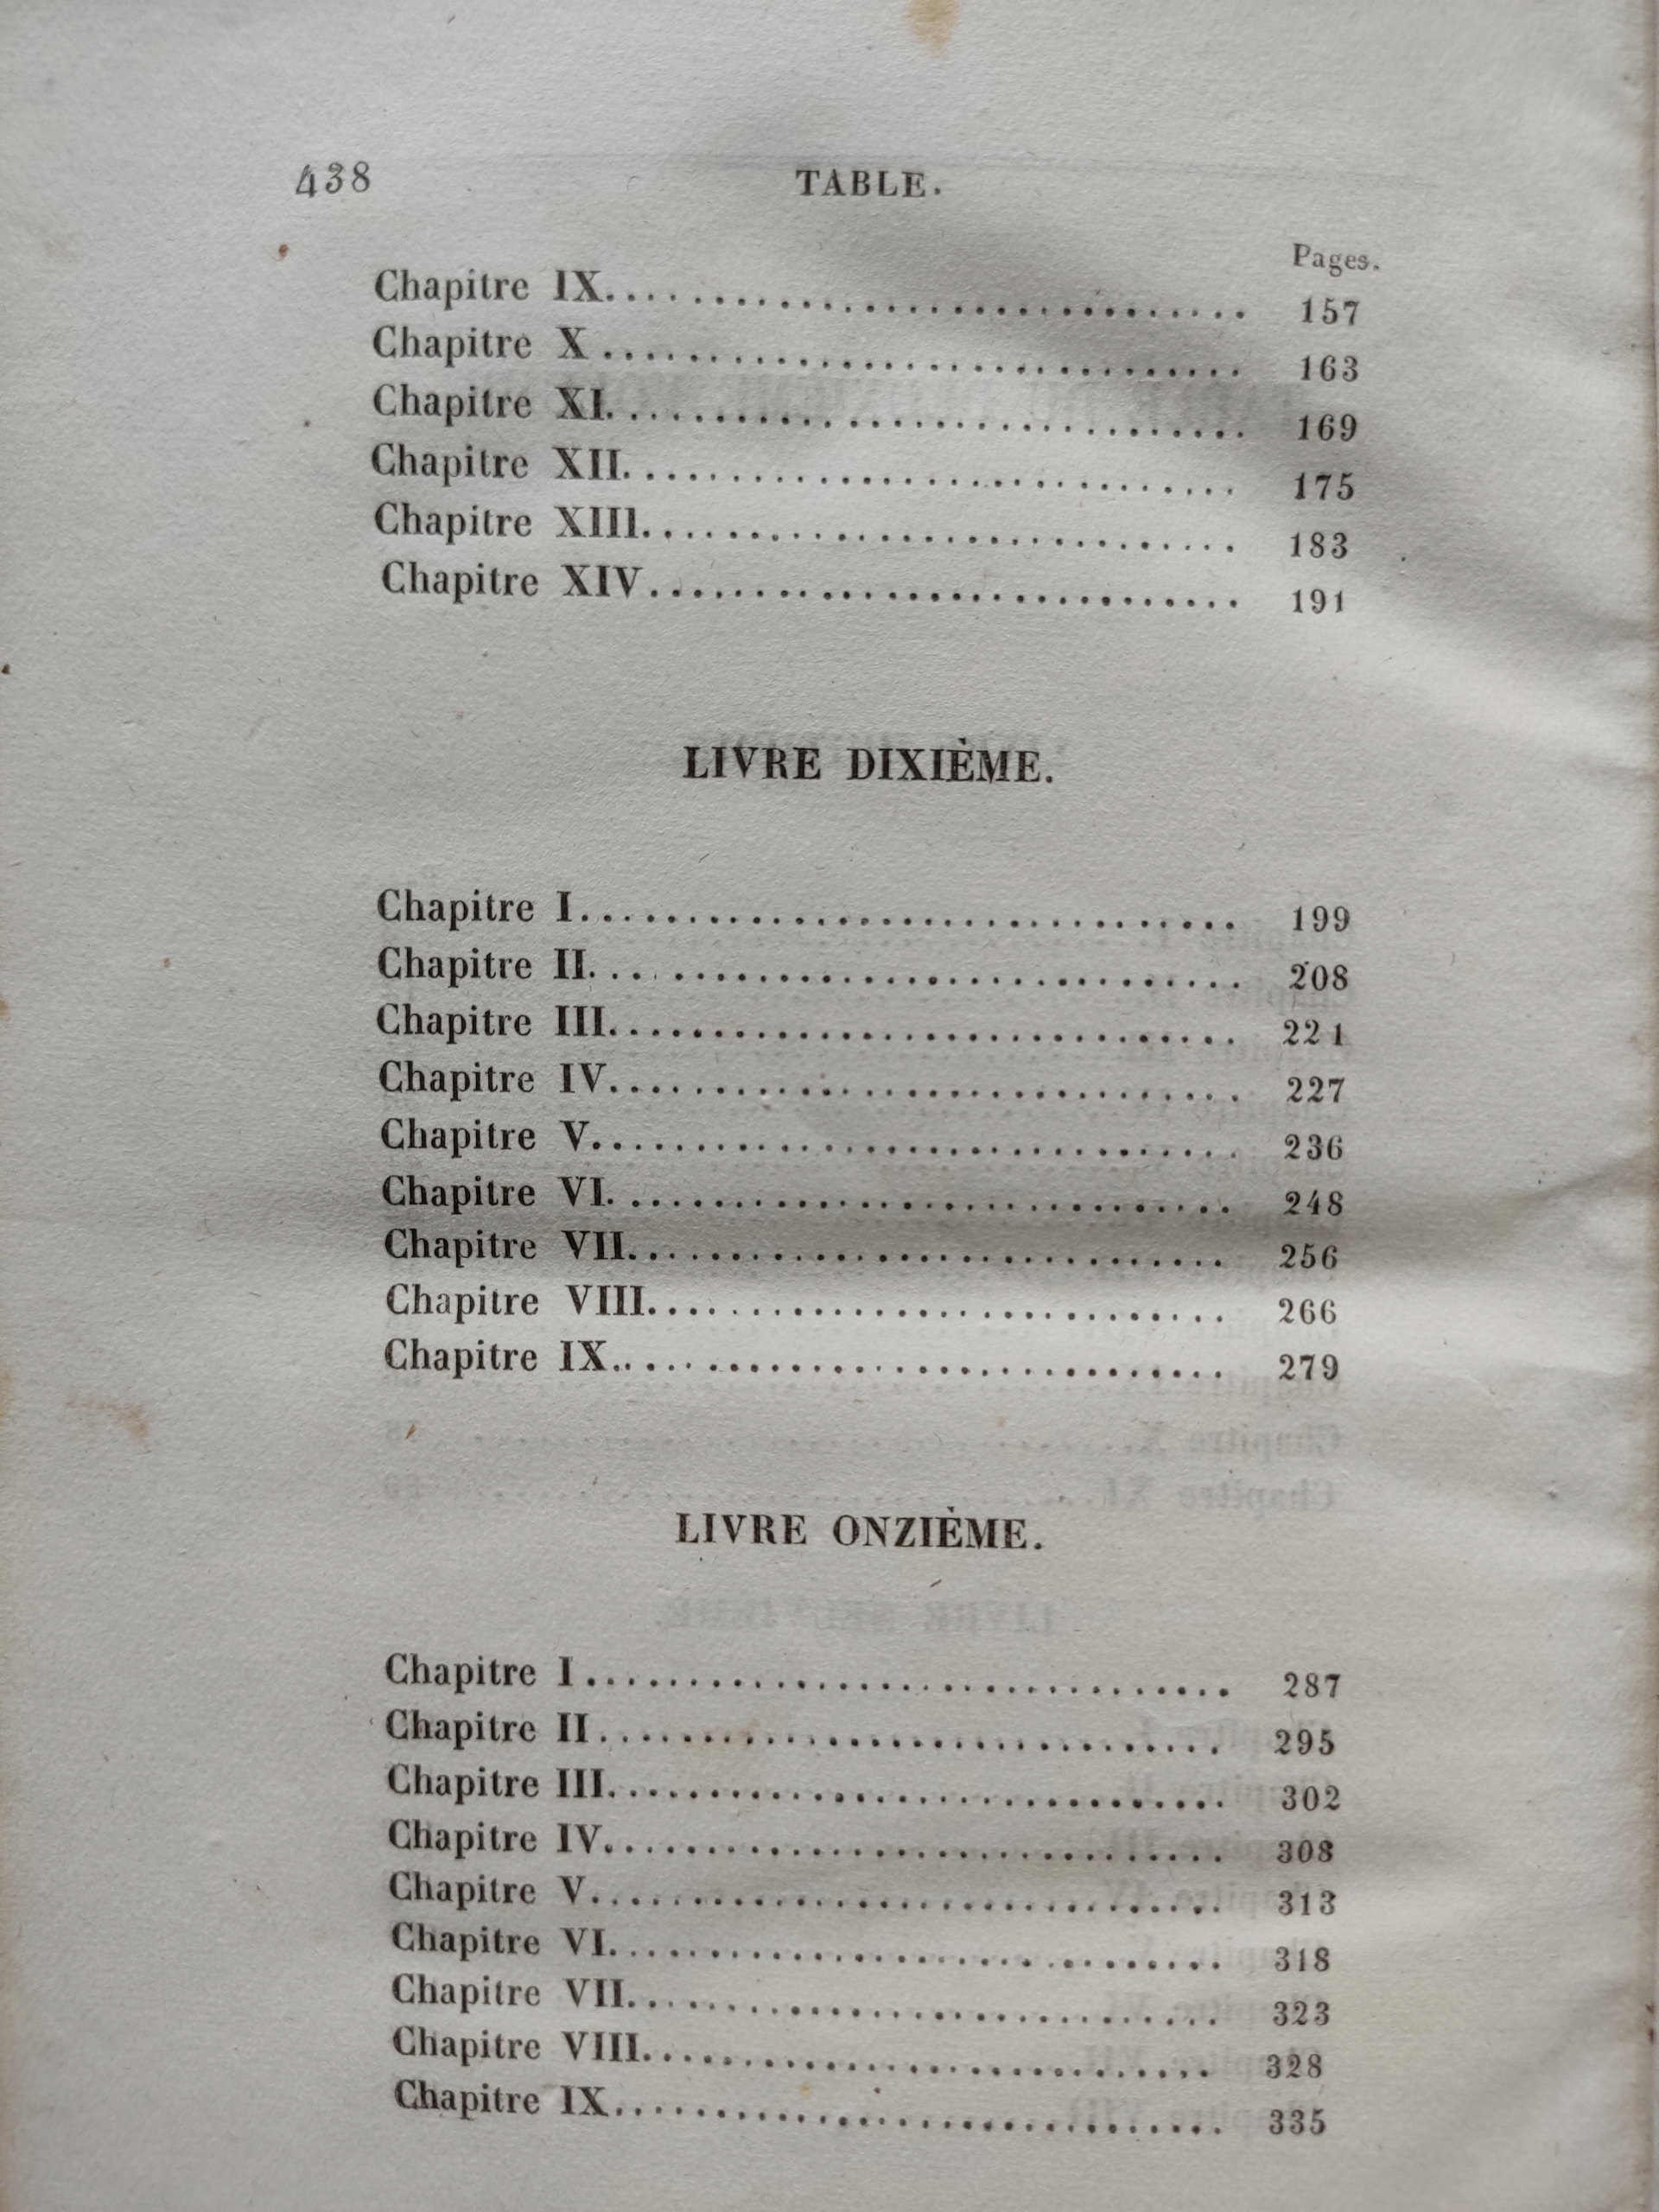 438 TABLE.
Pages.
Chapitre IX. 157
Chapitre X 163
Chapitre XI. 169
Chapitre XII. 175
Chapitre XIII. 183
Chapitre XIV. 191
LIVRE DIXIÈME.
Chapitre I. 199
Chapitre II. 208
Chapitre III. 221
Chapitre IV. 227
Chapitre V. 236
Chapitre VI. 248
Chapitre VII. 256
Chapitre VIII. 266
Chapitre IX. 279
LIVRE ONZIÈME.
Chapitre I 287
Chapitre II 295
Chapitre III. 302
Chapitre IV. 308
Chapitre V. 313
Chapitre VI. 318
Chapitre VII. 323
Chapitre VIII. 328
Chapitre IX. 335